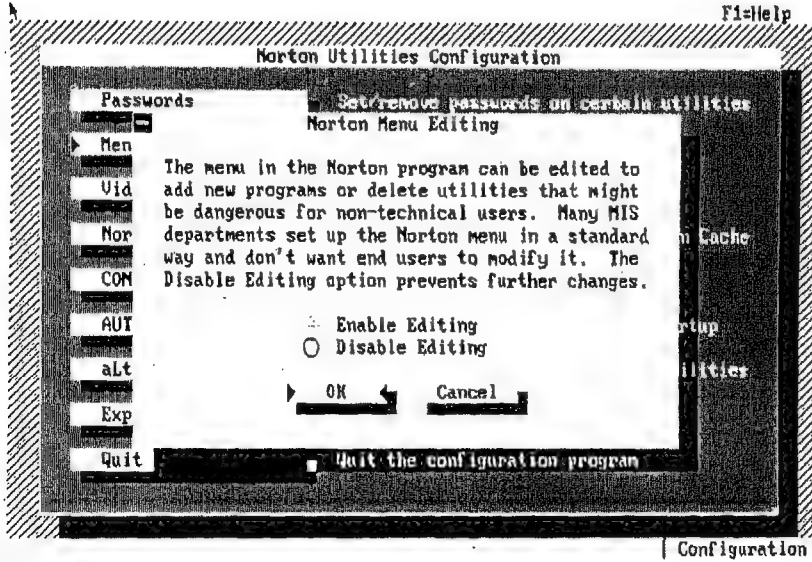 F1=Help
Norton Utilities Configuration
Passwords
Set/remove passwords on certain utilities
Norton Menu Editing
Men
The menu in the Norton program can be edited to
Vid
add new programs or delete utilities that might
be dangerous for non-technical users. Many MIS
Nor
departments set up the Norton menu in a standard
n Cache
way and don't want end users to modify it. The
CON
Disable Editing option prevents further changes.
AUT
Enable Editing
rtup
Disable Editing
aLt
ilities
OK
Cancel
Exp
Quit
Quit the configuration program
Configuration